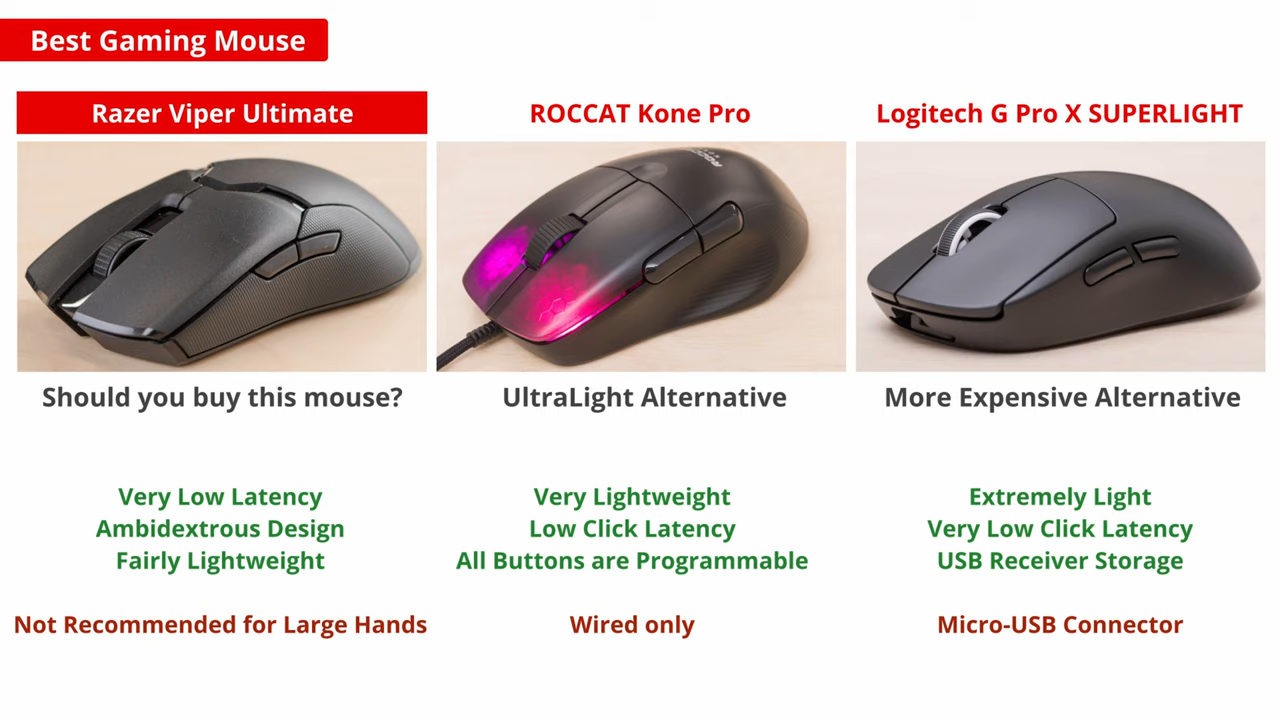 Best Gaming Mouse
Razer Viper Ultimate
ROCCAT Kone Pro
Logitech G Pro X SUPERLIGHT
ROCCAT
Should you buy this mouse?
UltraLight Alternative
More Expensive Alternative
Very Low Latency
Ambidextrous Design
Fairly Lightweight
Very Lightweight
Low Click Latency
All Buttons are Programmable
Extremely Light
Very Low Click Latency
USB Receiver Storage
Not Recommended for Large Hands
Wired only
Micro-USB Connector